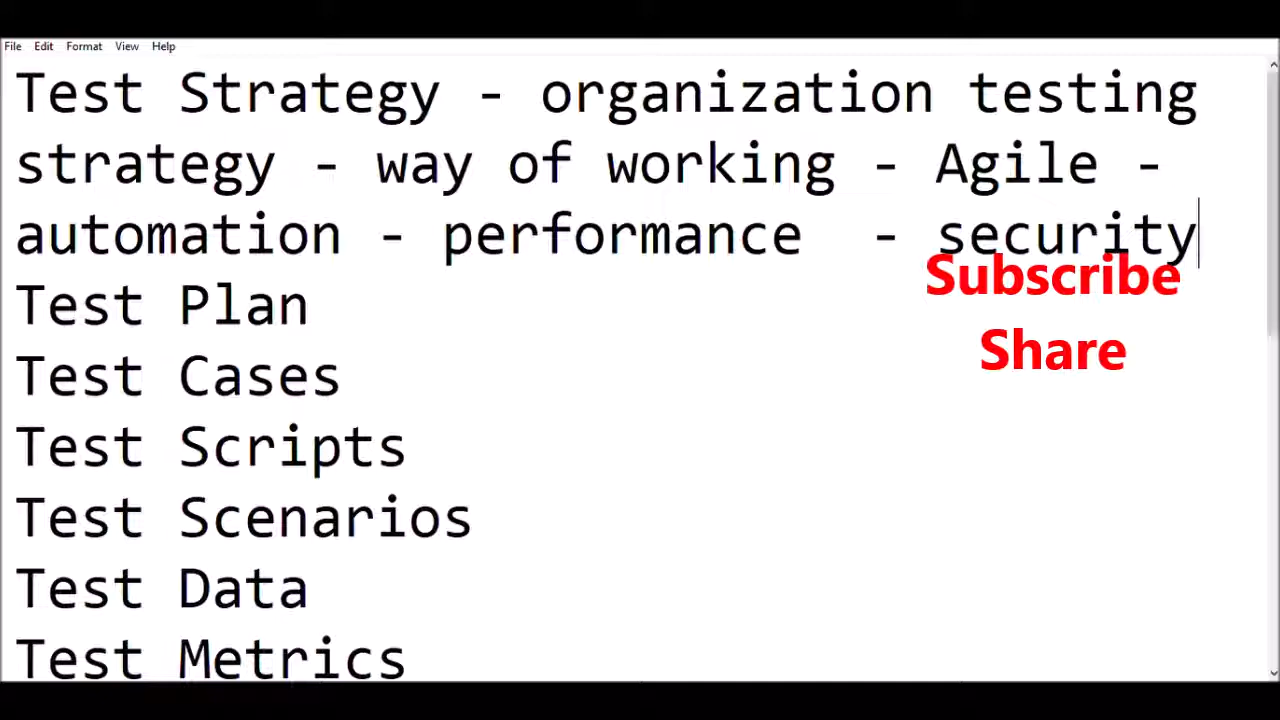 File Edit Format View Help
Test Strategy - organization testing
strategy - way of working - Agile -
automation - performance  - security
Subscribe
Test Plan
Share
Test Cases
Test Scripts
Test Scenarios
Test Data
Test Metrics